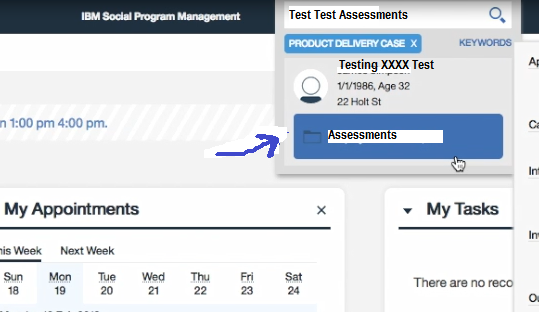 IBM Social Program Management
Test Test Assessments
PRODUCT DELIVERY CASE X
KEYWORDS
Testing XXXX Test
1/1/1986, Age 32
22 Holt St
Assessments
n 1:00 pm 4:00 pm.
My Appointments
his Week Next Week
Sun Mon Tue Wed Thu Fri Sat
18 19 20 21 22 23 24
My Tasks
There are no reco
Ap
Ca
Inf
Inv
Ou